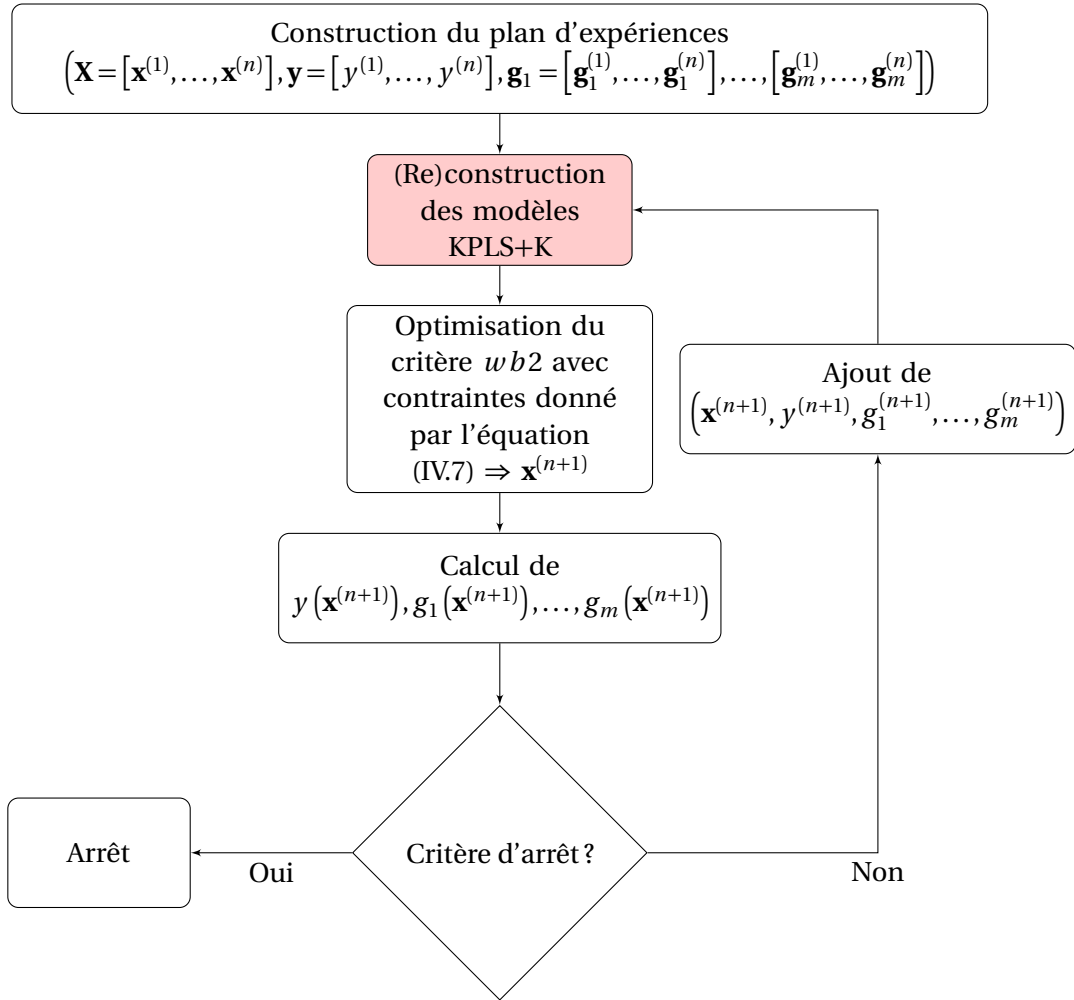 Construction du plan d'expériences
(X = [x^(1), …, x^(n)], y = [y^(1), …, y^(n)], g_1 = [g_1^(1), …, g_1^(n)], …, [g_m^(1), …, g_m^(n)])
(Re)construction
des modèles
KPLS+K
Optimisation du
critère wb2 avec
contraintes donné
par l'équation
(IV.7) ⇒ x^(n+1)
Ajout de
(x^(n+1), y^(n+1), g_1^(n+1), …, g_m^(n+1))
Calcul de
y(x^(n+1)), g_1(x^(n+1)), …, g_m(x^(n+1))
Arrêt
Oui
Critère d'arrêt ?
Non